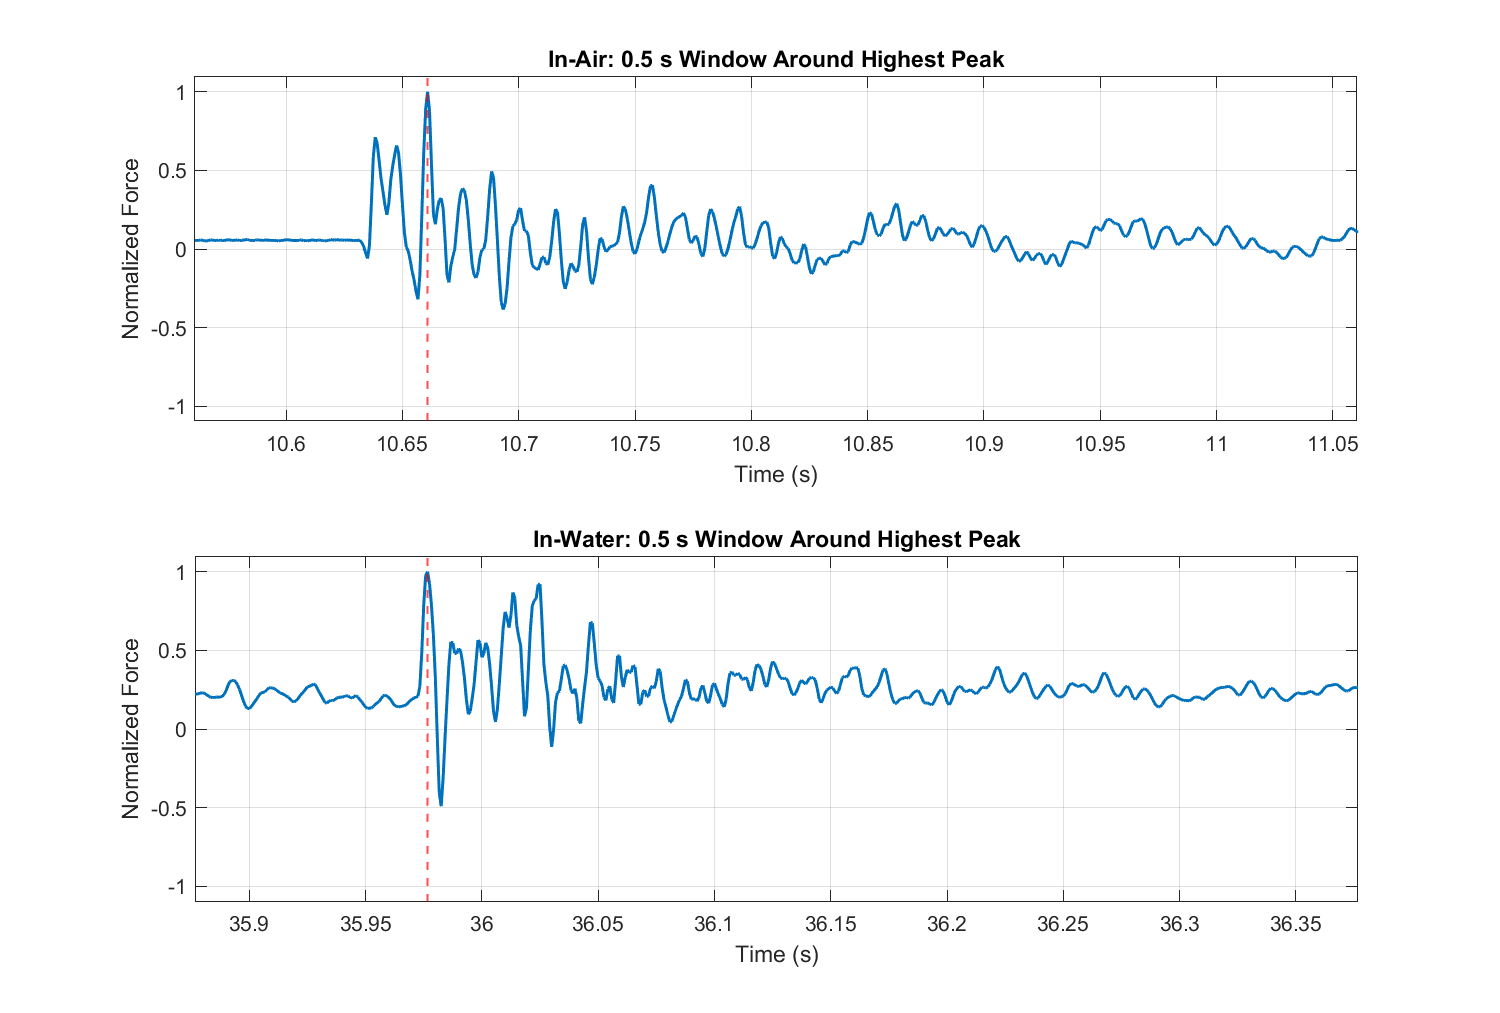 In-Air: 0.5 s Window Around Highest Peak
1
0.5
0
-0.5
-1
Normalized Force
10.6 10.65 10.7 10.75 10.8 10.85 10.9 10.95 11 11.05
Time (s)
In-Water: 0.5 s Window Around Highest Peak
1
0.5
0
-0.5
-1
Normalized Force
35.9 35.95 36 36.05 36.1 36.15 36.2 36.25 36.3 36.35
Time (s)